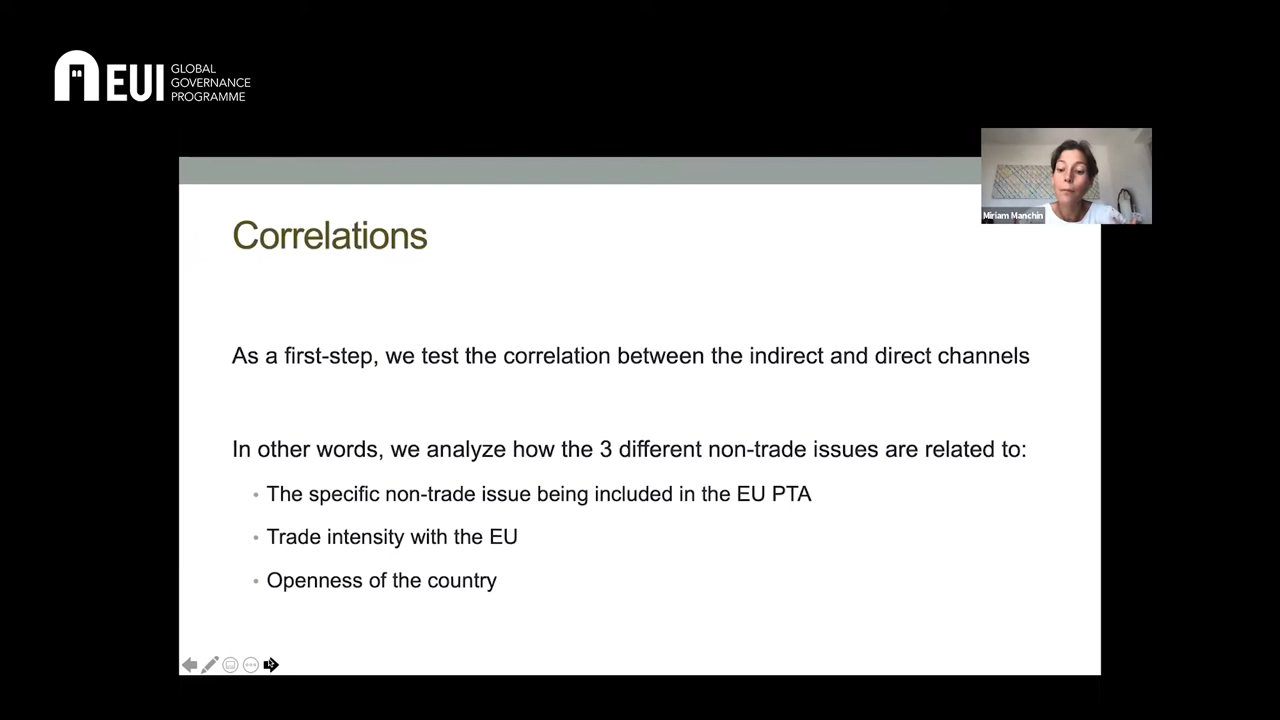 EUI
GLOBAL
GOVERNANCE
PROGRAMME
Miriam Manchin
Correlations
As a first-step, we test the correlation between the indirect and direct channels
In other words, we analyze how the 3 different non-trade issues are related to:
• The specific non-trade issue being included in the EU PTA
• Trade intensity with the EU
• Openness of the country